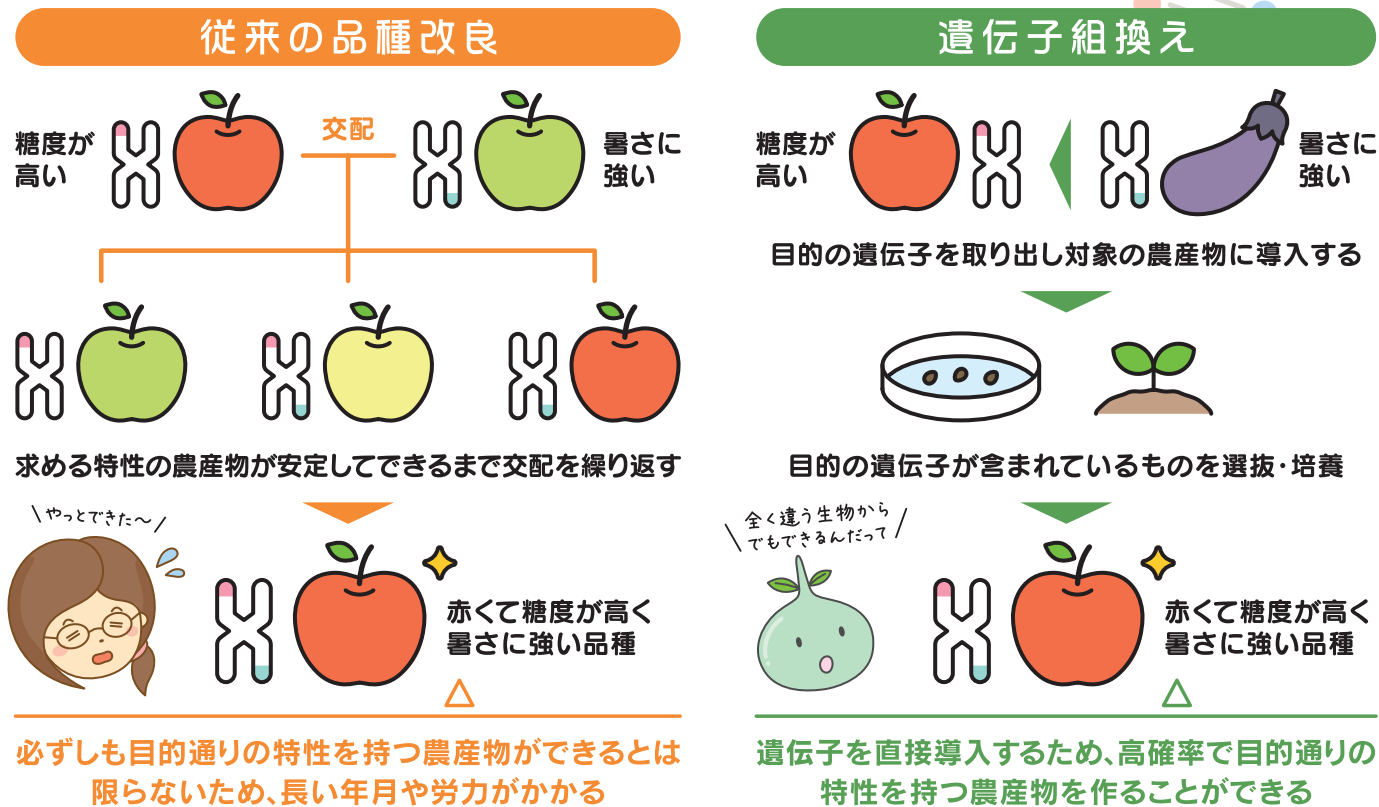 従来の品種改良
糖度が
高い
交配
暑さに
強い
求める特性の農産物が安定してできるまで交配を繰り返す
やっとできた〜
赤くて糖度が高く
暑さに強い品種
必ずしも目的通りの特性を持つ農産物ができるとは
限らないため、長い年月や労力がかかる
遺伝子組換え
糖度が
高い
暑さに
強い
目的の遺伝子を取り出し対象の農産物に導入する
目的の遺伝子が含まれているものを選抜・培養
全く違う生物から
でもできるんだって
赤くて糖度が高く
暑さに強い品種
遺伝子を直接導入するため、高確率で目的通りの
特性を持つ農産物を作ることができる